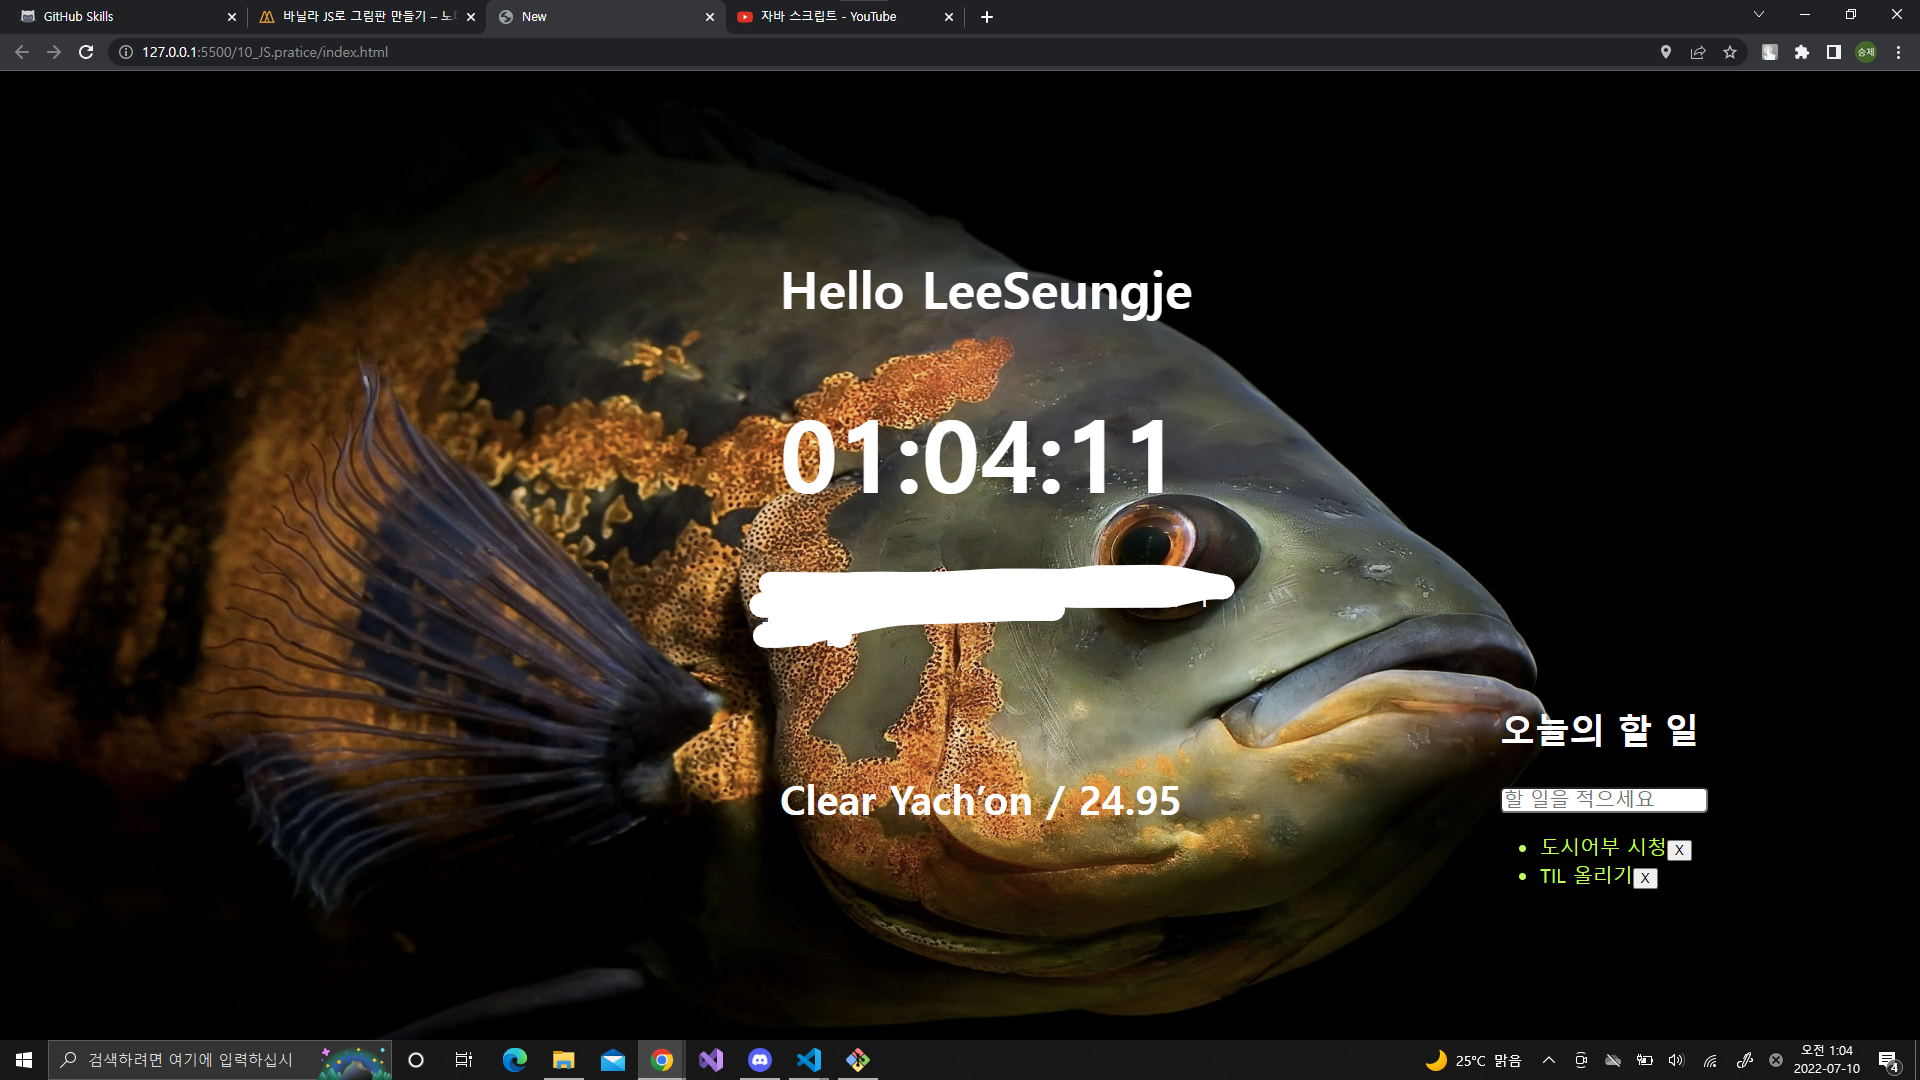 GitHub Skills
바닐라 JS로 그림판 만들기 – 노
New
자바 스크립트 - YouTube
127.0.0.1:5500/10_JS.pratice/index.html
승제
Hello LeeSeungje
01:04:11
Clear Yach'on / 24.95
오늘의 할 일
할 일을 적으세요
도시어부 시청 X
TIL 올리기 X
검색하려면 여기에 입력하십시
25°C 맑음
오전 1:04
2022-07-10
4